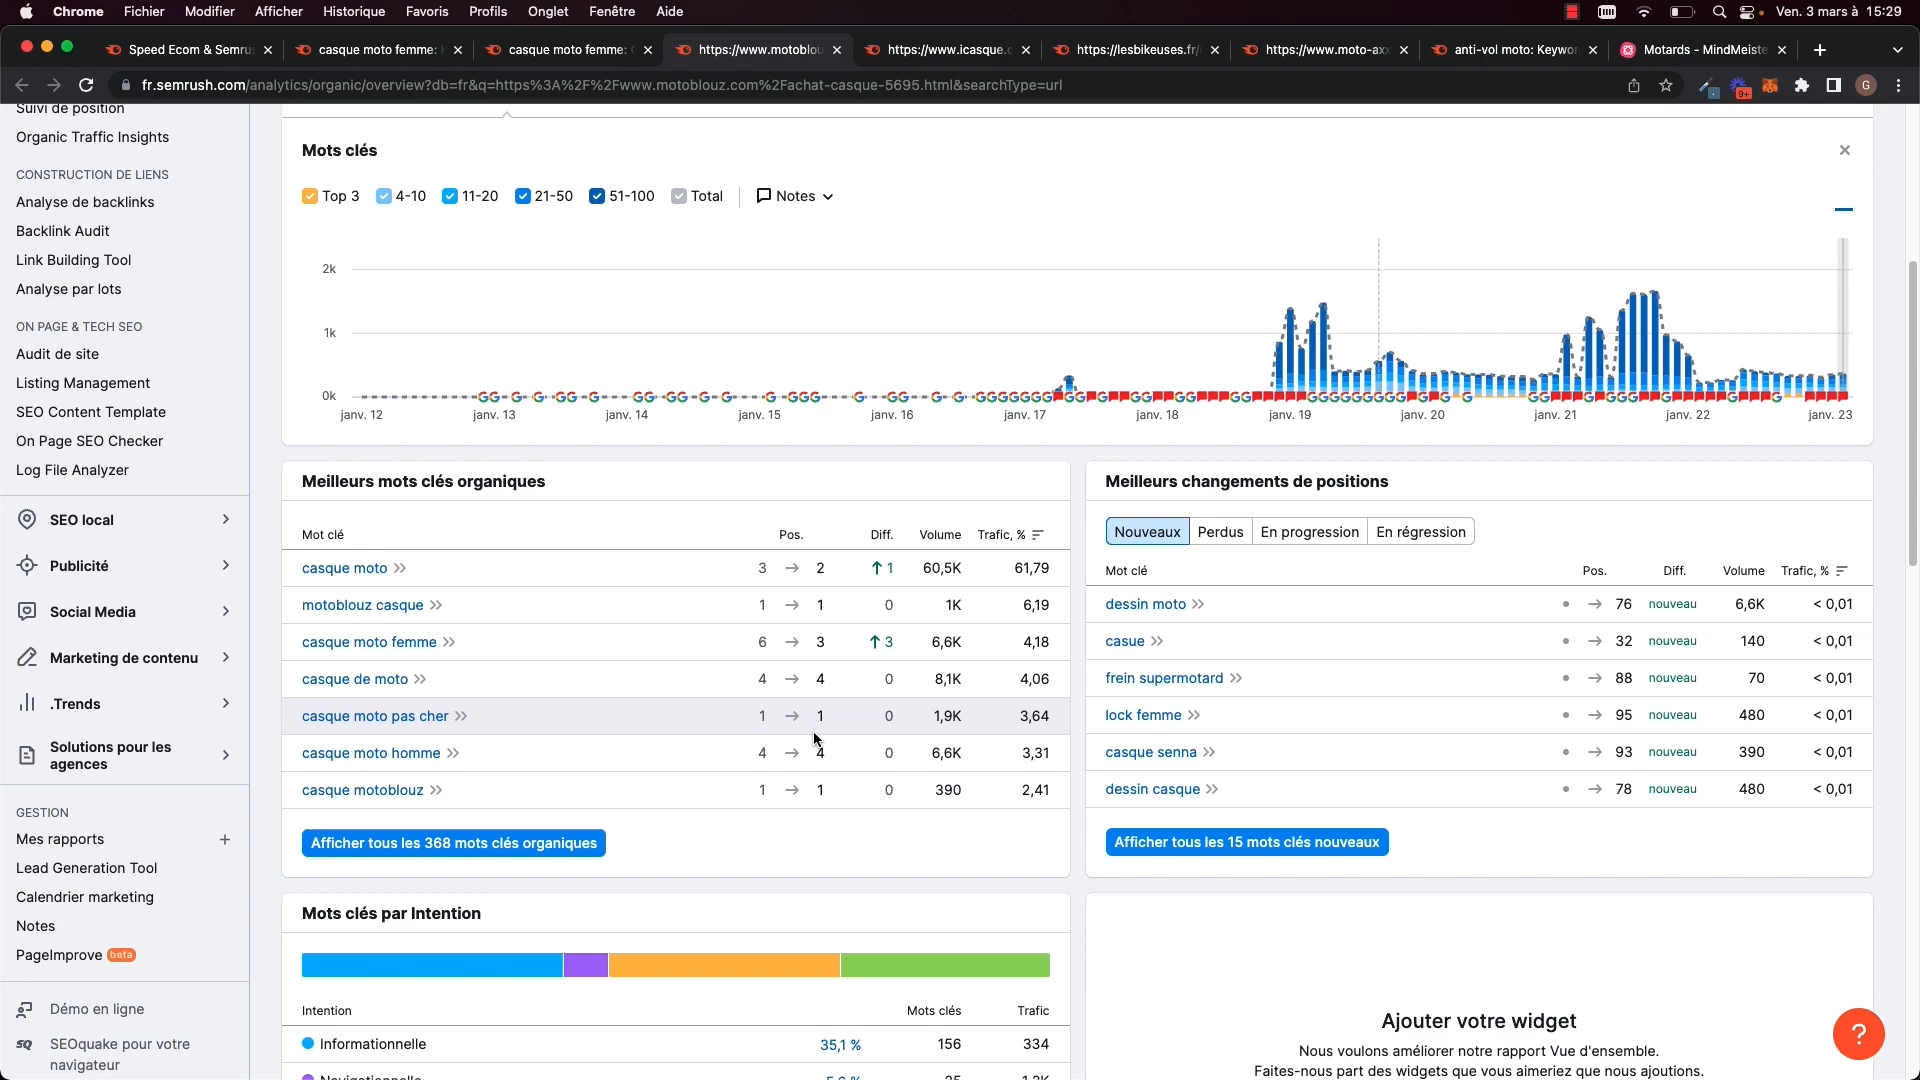 Chrome Fichier Modifier Afficher Historique Favoris Profils Onglet Fenêtre Aide Ven. 3 mars à 15:29
Speed Ecom & Semru casque moto femme: casque moto femme: https://www.motoblou https://www.icasque.c https://lesbikeuses.fr/ https://www.moto-ax anti-vol moto: Keywor Motards - MindMeiste
fr.semrush.com/analytics/organic/overview?db=fr&q=https%3A%2F%2Fwww.motoblouz.com%2Fachat-casque-5695.html&searchType=url
9+
G
Suivi de position
Organic Traffic Insights
CONSTRUCTION DE LIENS
Analyse de backlinks
Backlink Audit
Link Building Tool
Analyse par lots
ON PAGE & TECH SEO
Audit de site
Listing Management
SEO Content Template
On Page SEO Checker
Log File Analyzer
SEO local
Publicité
Social Media
Marketing de contenu
.Trends
Solutions pour les
agences
GESTION
Mes rapports
Lead Generation Tool
Calendrier marketing
Notes
PageImprove beta
Démo en ligne
SEOquake pour votre
navigateur
Mots clés
Top 3 4-10 11-20 21-50 51-100 Total Notes
2k
1k
0k
janv. 12 janv. 13 janv. 14 janv. 15 janv. 16 janv. 17 janv. 18 janv. 19 janv. 20 janv. 21 janv. 22 janv. 23
Meilleurs mots clés organiques
Mot clé Pos. Diff. Volume Trafic, %
casque moto 3 → 2 ↑ 1 60,5K 61,79
motoblouz casque 1 → 1 0 1K 6,19
casque moto femme 6 → 3 ↑ 3 6,6K 4,18
casque de moto 4 → 4 0 8,1K 4,06
casque moto pas cher 1 → 1 0 1,9K 3,64
casque moto homme 4 → 4 0 6,6K 3,31
casque motoblouz 1 → 1 0 390 2,41
Afficher tous les 368 mots clés organiques
Meilleurs changements de positions
Nouveaux Perdus En progression En régression
Mot clé Pos. Diff. Volume Trafic, %
dessin moto • → 76 nouveau 6,6K < 0,01
casue • → 32 nouveau 140 < 0,01
frein supermotard • → 88 nouveau 70 < 0,01
lock femme • → 95 nouveau 480 < 0,01
casque senna • → 93 nouveau 390 < 0,01
dessin casque • → 78 nouveau 480 < 0,01
Afficher tous les 15 mots clés nouveaux
Mots clés par Intention
Intention Mots clés Trafic
Informationnelle 35,1 % 156 334
Ajouter votre widget
Nous voulons améliorer notre rapport Vue d'ensemble.
Faites-nous part des widgets que vous aimeriez que nous ajoutions.
?